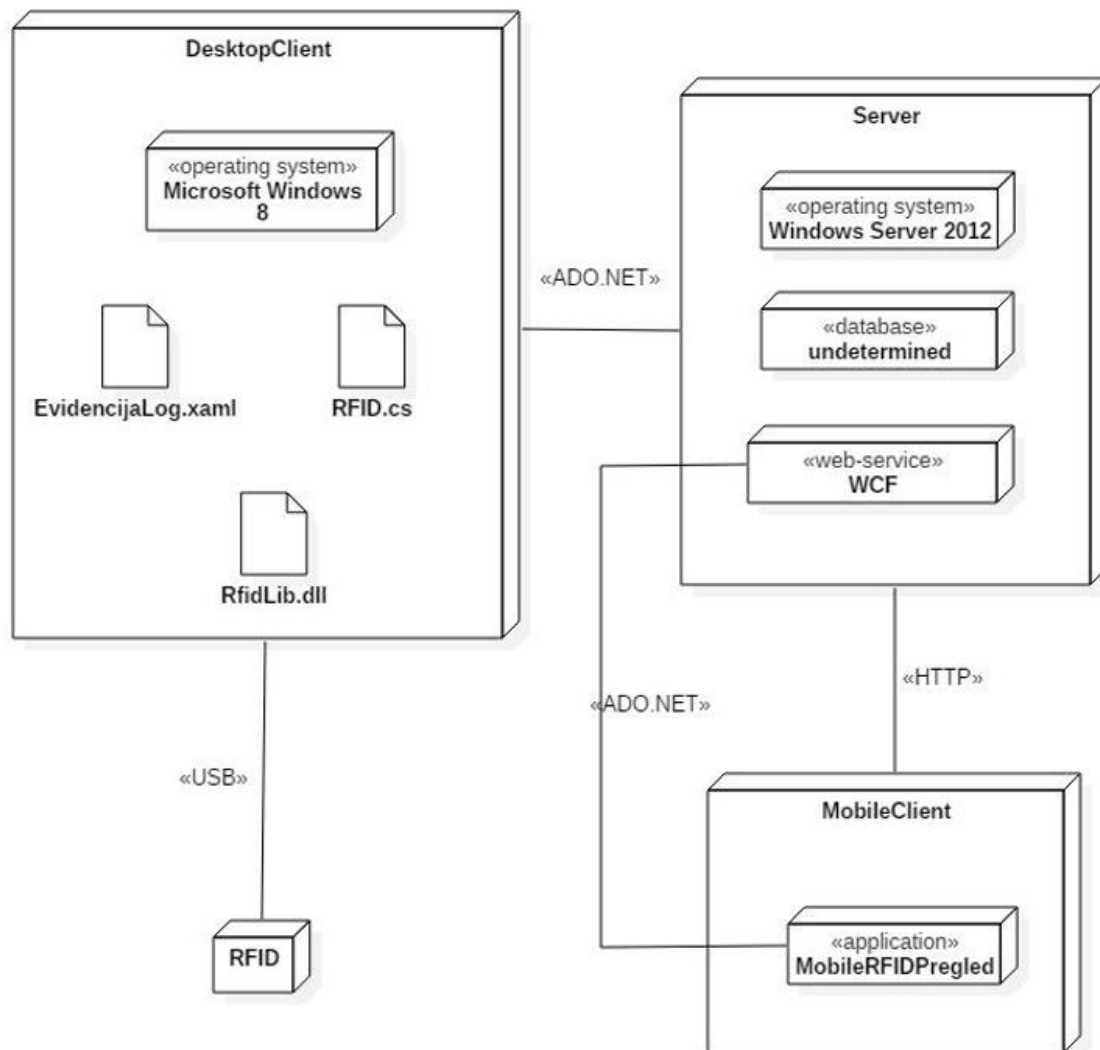 DesktopClient
«operating system»
Microsoft Windows
8
EvidencijaLog.xaml
RFID.cs
RfidLib.dll
«ADO.NET»
Server
«operating system»
Windows Server 2012
«database»
undetermined
«web-service»
WCF
«HTTP»
«ADO.NET»
«USB»
RFID
MobileClient
«application»
MobileRFIDPregled